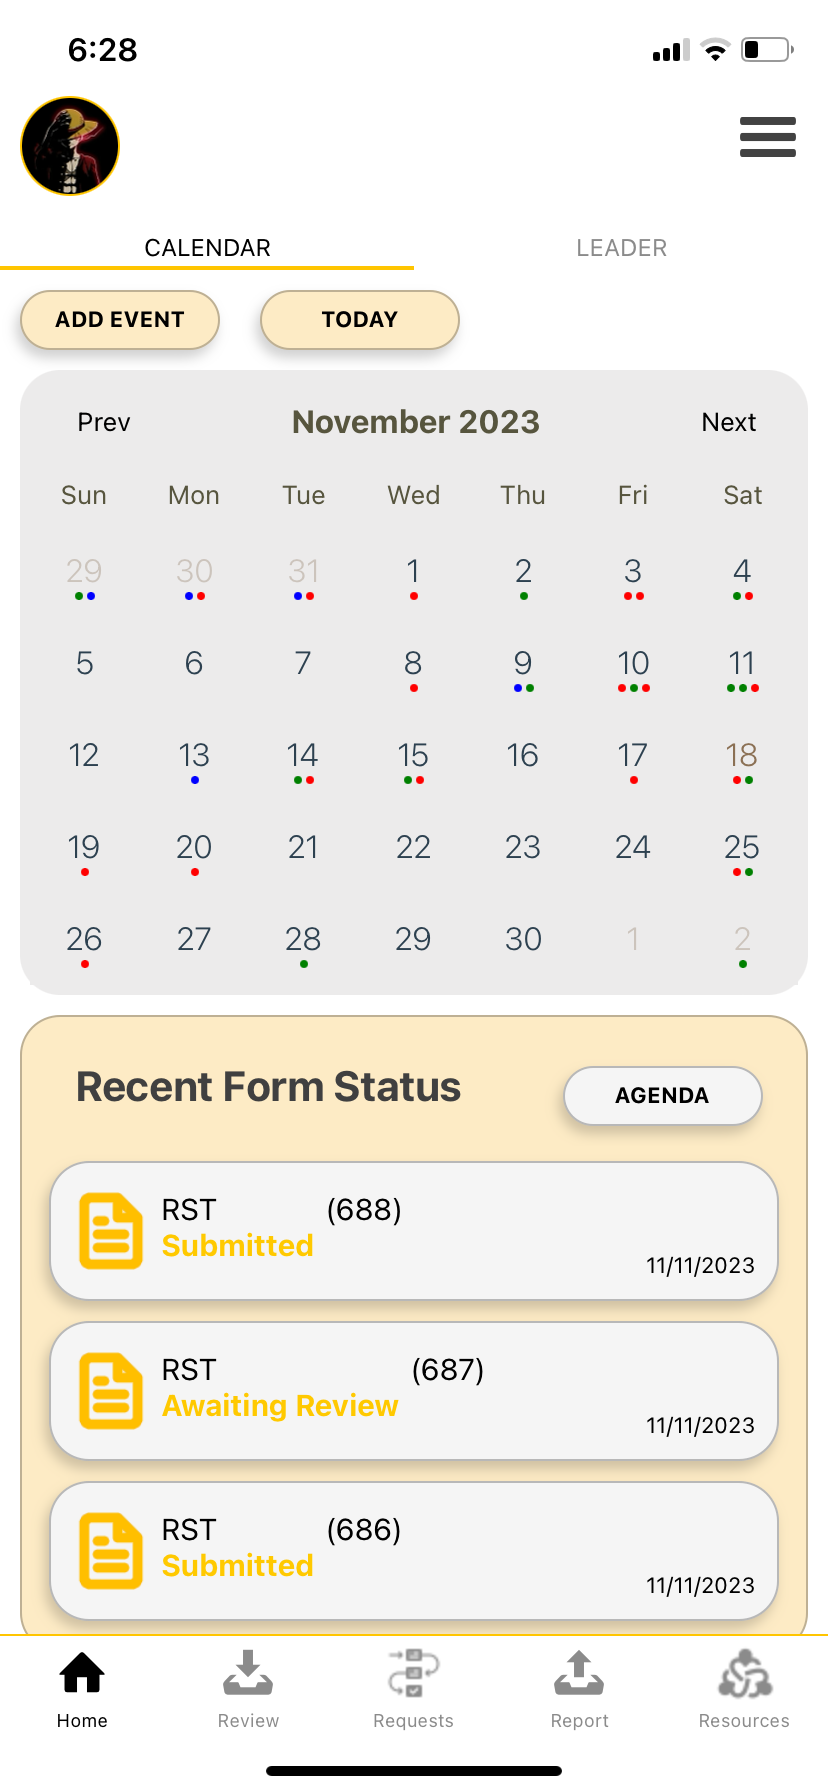 6:28
CALENDAR LEADER
ADD EVENT TODAY
Prev November 2023 Next
Sun Mon Tue Wed Thu Fri Sat
29 30 31 1 2 3 4
5 6 7 8 9 10 11
12 13 14 15 16 17 18
19 20 21 22 23 24 25
26 27 28 29 30 1 2
Recent Form Status AGENDA
RST (688)
Submitted
11/11/2023
RST (687)
Awaiting Review
11/11/2023
RST (686)
Submitted
11/11/2023
Home Review Requests Report Resources